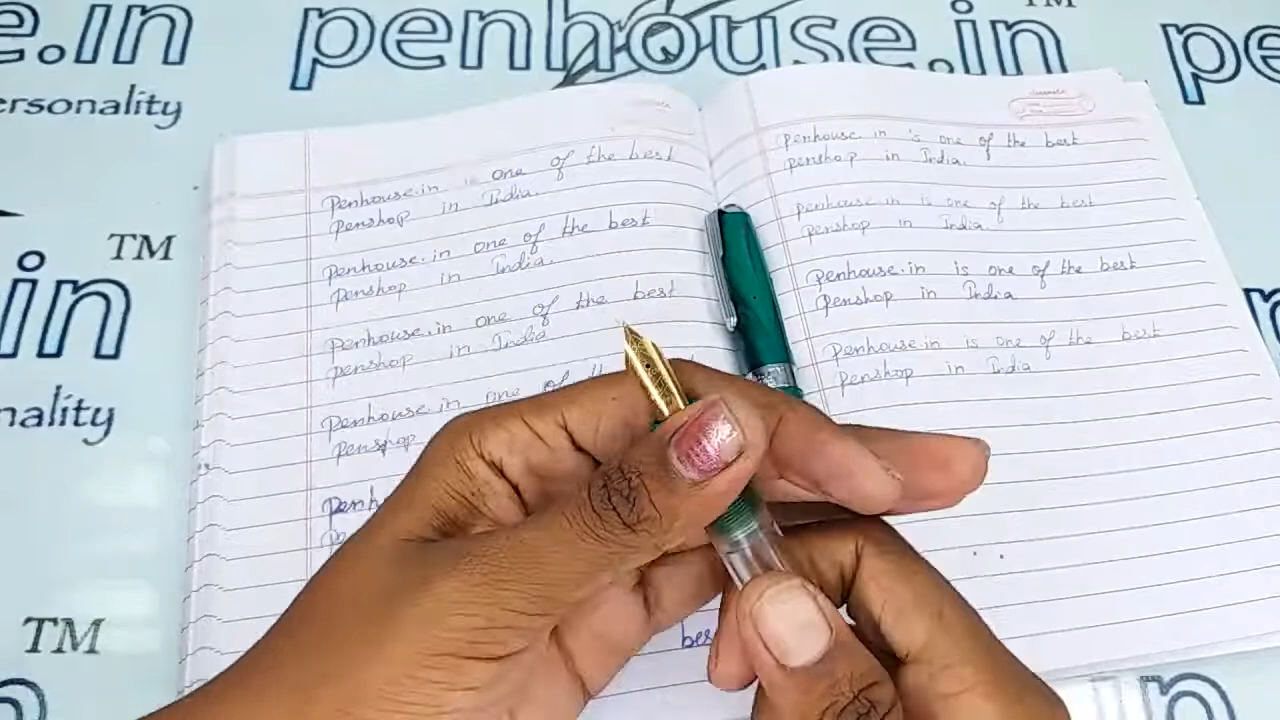 e.in
penhouse.in
TM
pe
ersonality
TM
in
nality
TM
Penhouse.in is one of the best
Penshop in India.
Penhouse.in one of the best
Penshop in India.
Penhouse.in one of the best
Penshop in India
Penhouse.in one of
Penshop
Penh
bes
penhouse in is one of the best
penshop in India.
penhouse in is one of the best
penshop in India.
penhouse.in is one of the best
penshop in India
Penhouse.in is one of the best
Penshop in India
in